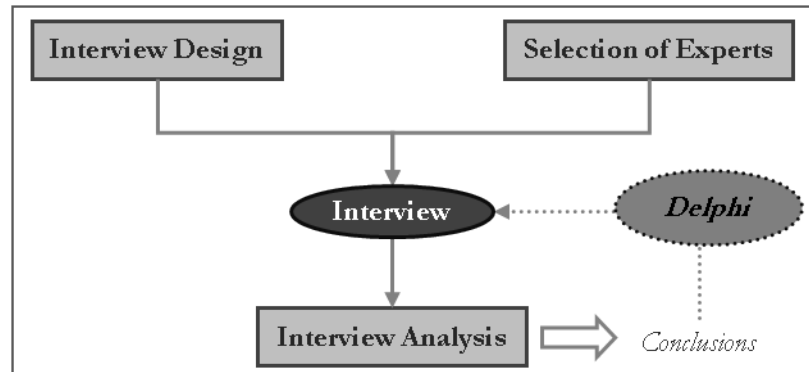 Interview Design
Selection of Experts
Interview
Delphi
Interview Analysis
Conclusions